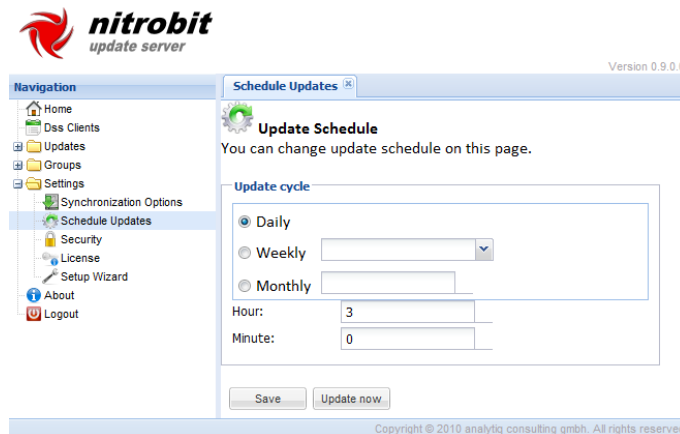 nitrobit
update server
Version 0.9.0.
Navigation
Schedule Updates
Home
Dss Clients
Updates
Groups
Settings
Synchronization Options
Schedule Updates
Security
License
Setup Wizard
About
Logout
Update Schedule
You can change update schedule on this page.
Update cycle
Daily
Weekly
Monthly
Hour: 3
Minute: 0
Save Update now
Copyright © 2010 analytiq consulting gmbh. All rights reserve